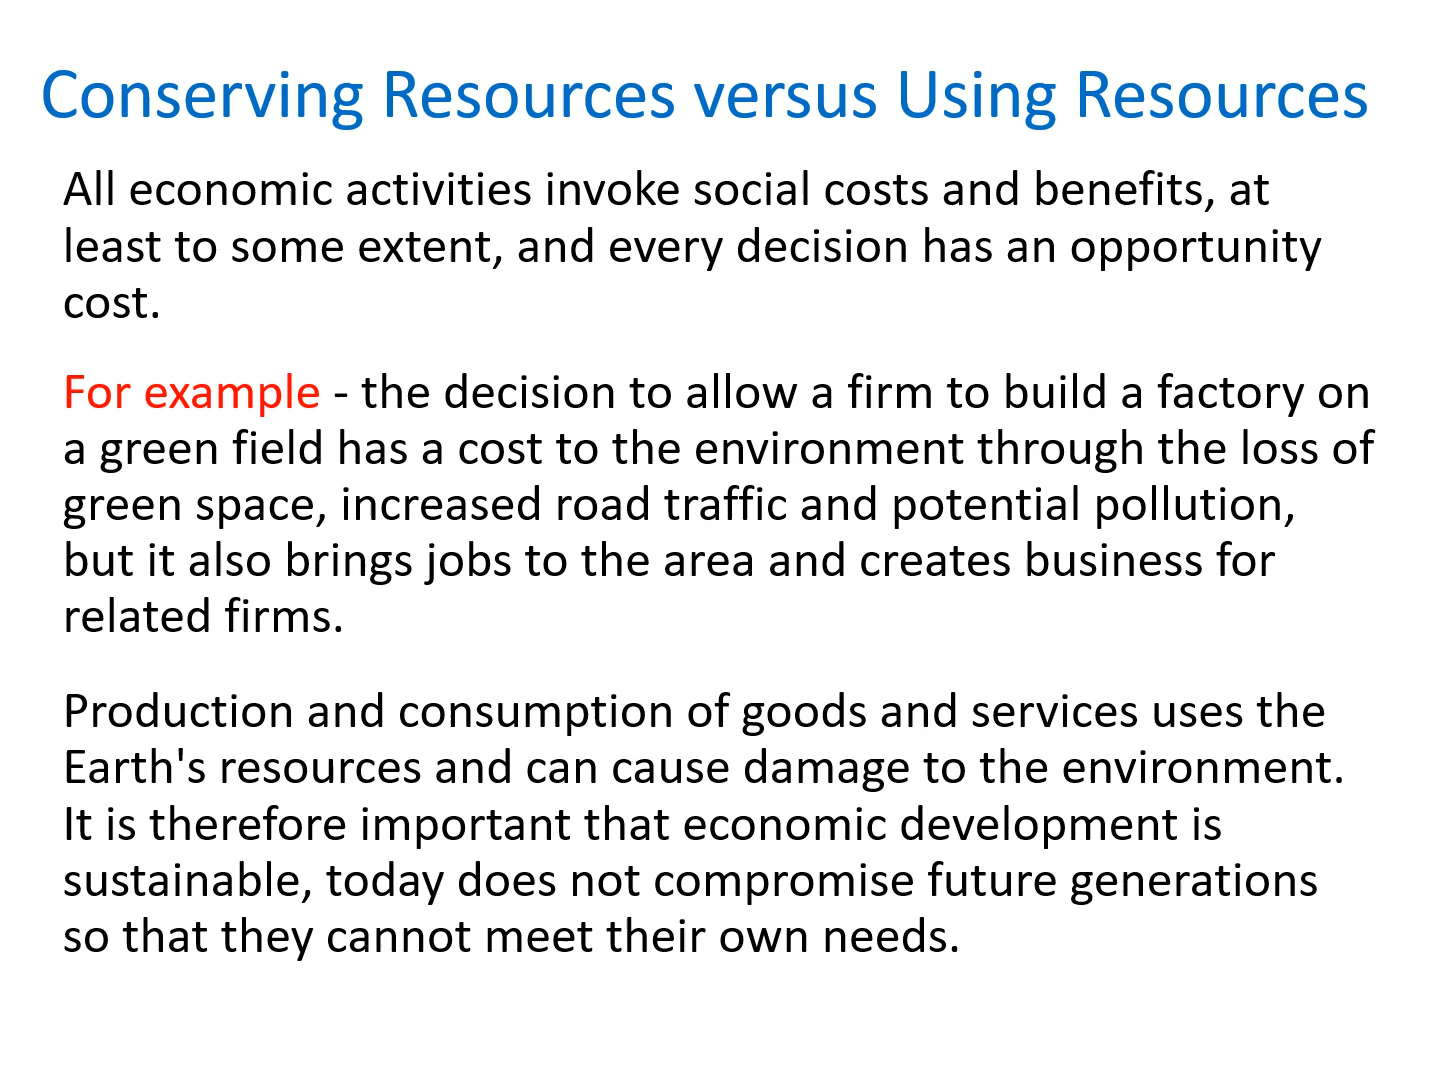 Conserving Resources versus Using Resources
All economic activities invoke social costs and benefits, at
least to some extent, and every decision has an opportunity
cost.
For example - the decision to allow a firm to build a factory on
a green field has a cost to the environment through the loss of
green space, increased road traffic and potential pollution,
but it also brings jobs to the area and creates business for
related firms.
Production and consumption of goods and services uses the
Earth's resources and can cause damage to the environment.
It is therefore important that economic development is
sustainable, today does not compromise future generations
so that they cannot meet their own needs.